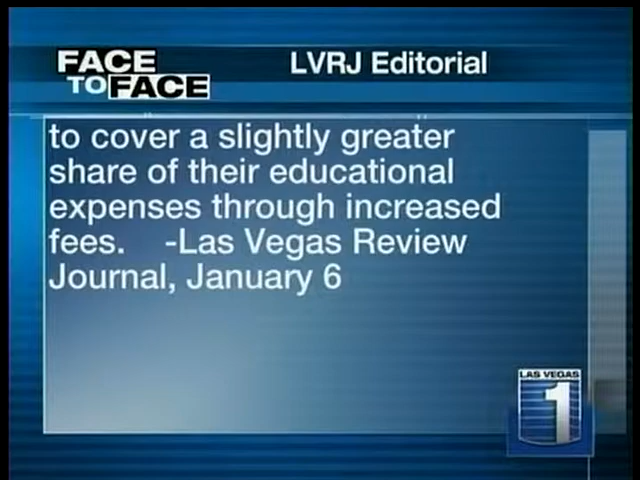 FACE
TO FACE
LVRJ Editorial
to cover a slightly greater
share of their educational
expenses through increased
fees. -Las Vegas Review
Journal, January 6
LAS VEGAS
1